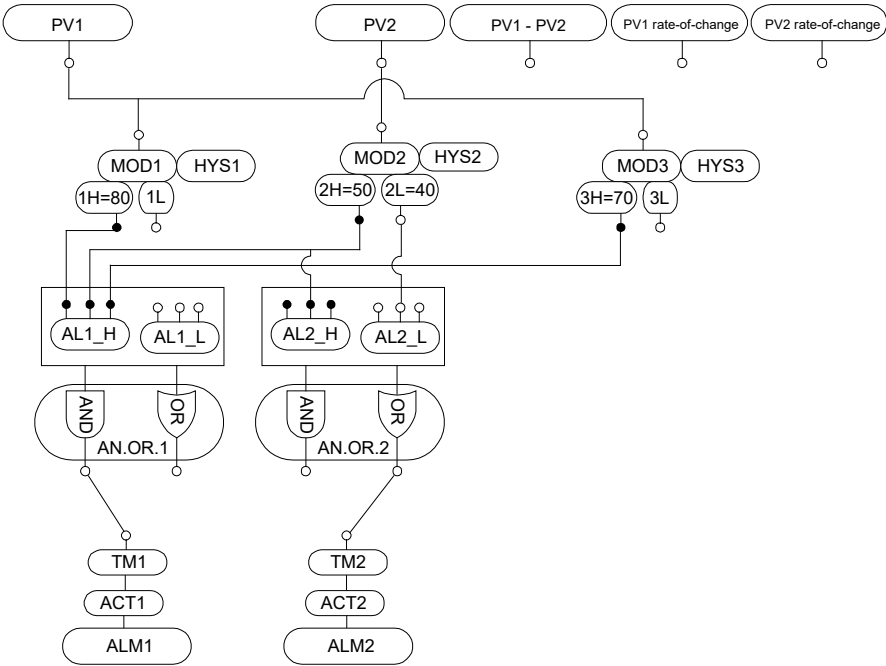 PV1
PV2
PV1 - PV2
PV1 rate-of-change
PV2 rate-of-change
MOD1
HYS1
MOD2
HYS2
MOD3
HYS3
1H=80
1L
2H=50
2L=40
3H=70
3L
AL1_H
AL1_L
AL2_H
AL2_L
AND
OR
AND
OR
AN.OR.1
AN.OR.2
TM1
TM2
ACT1
ACT2
ALM1
ALM2